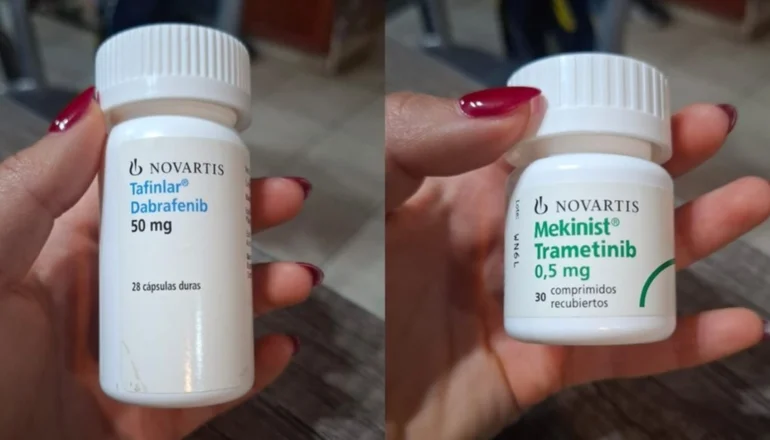 NOVARTIS
Tafinlar®
Dabrafenib
50 mg
28 cápsulas duras
NOVARTIS
Mekinist®
Trametinib
0,5 mg
30 comprimidos
recubiertos